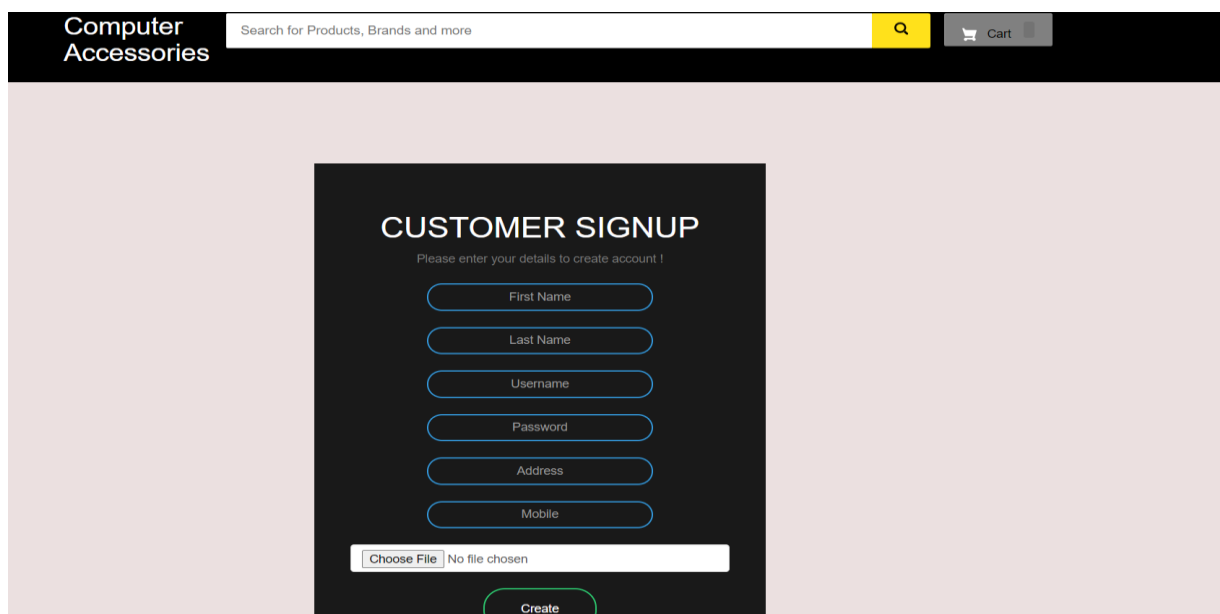 Computer
Accessories
Search for Products, Brands and more
Cart
CUSTOMER SIGNUP
Please enter your details to create account !
First Name
Last Name
Username
Password
Address
Mobile
Choose File No file chosen
Create